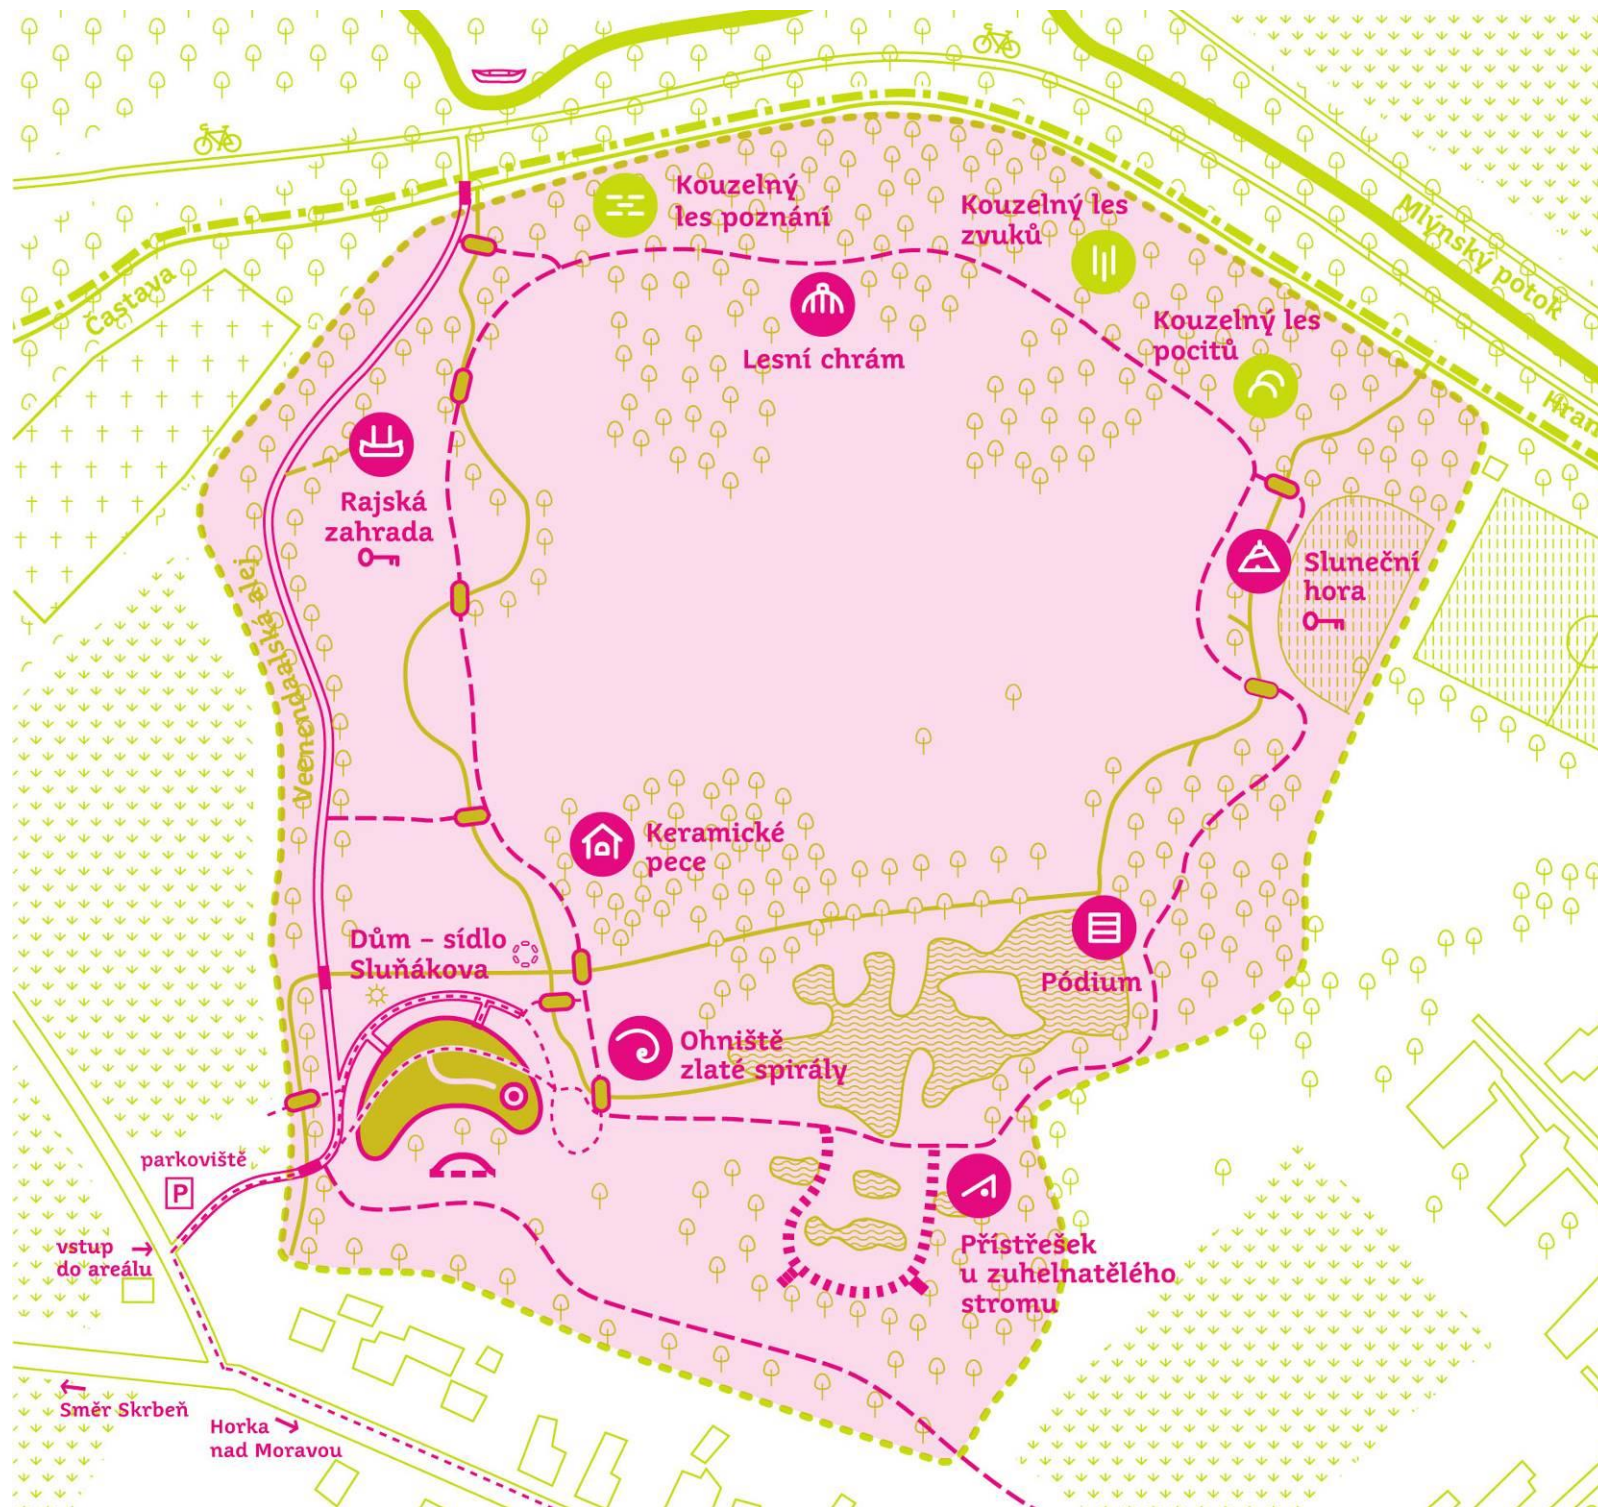 Kouzelný
les poznání
Kouzelný les
zvuků
Mlýnský potok
Častava
Kouzelný les
pocitů
Lesní chrám
Rajská
zahrada
Sluneční
hora
Veenendaalská alej
Keramické
pece
Dům – sídlo
Sluňákova
Pódium
Ohniště
zlaté spirály
parkoviště
P
vstup →
do areálu
Přístřešek
u zuhelnatělého
stromu
←
Směr Skrbeň
Horka →
nad Moravou